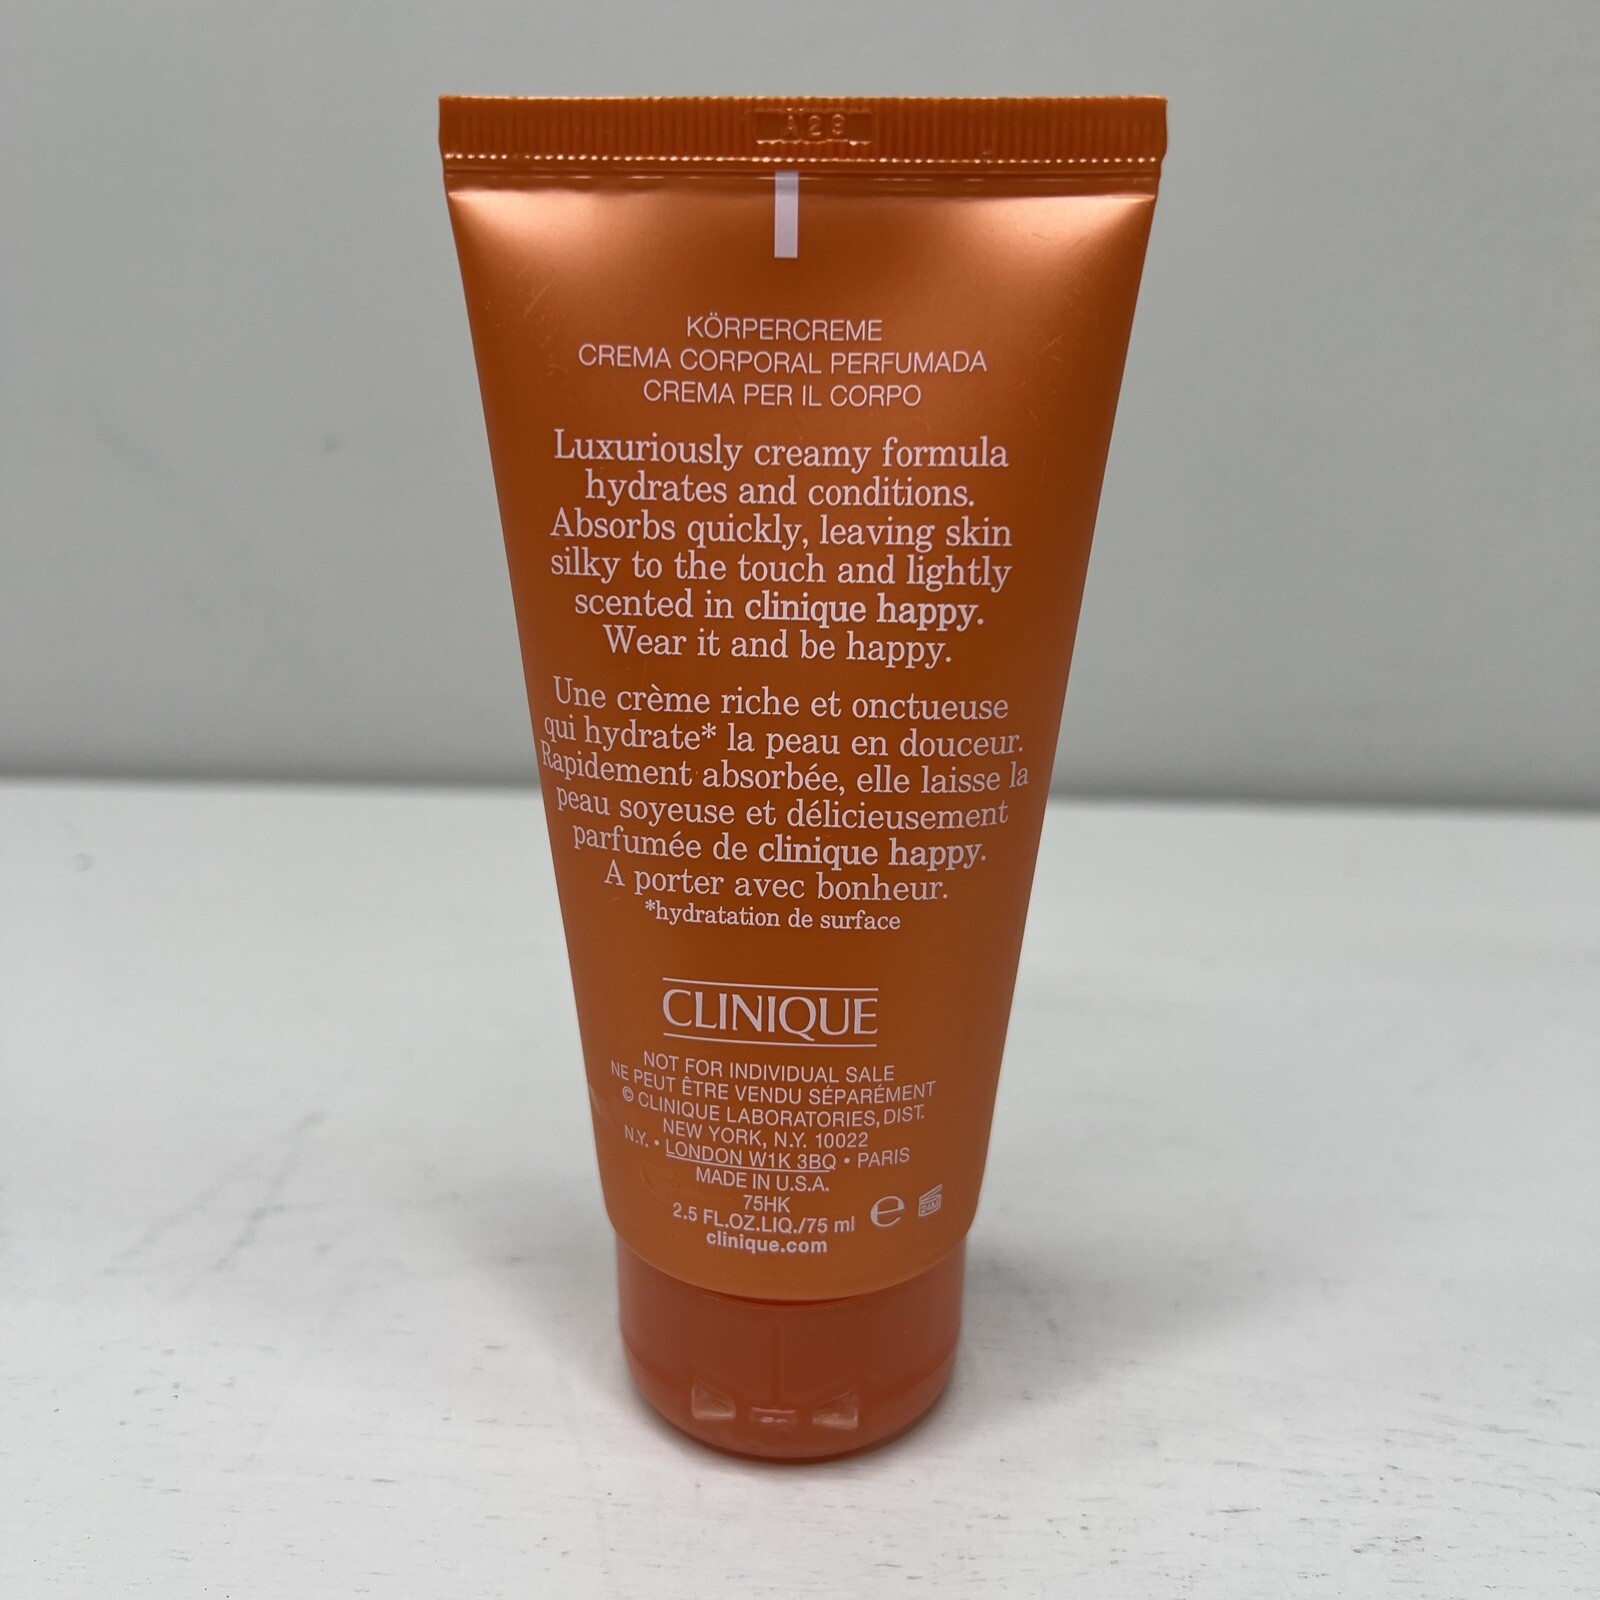 A29
KÖRPERCREME
CREMA CORPORAL PERFUMADA
CREMA PER IL CORPO
Luxuriously creamy formula
hydrates and conditions.
Absorbs quickly, leaving skin
silky to the touch and lightly
scented in clinique happy.
Wear it and be happy.
Une crème riche et onctueuse
qui hydrate* la peau en douceur.
Rapidement absorbée, elle laisse la
peau soyeuse et délicieusement
parfumée de clinique happy.
A porter avec bonheur.
*hydratation de surface
CLINIQUE
NOT FOR INDIVIDUAL SALE
NE PEUT ÊTRE VENDU SÉPARÉMENT
© CLINIQUE LABORATORIES, DIST.
NEW YORK, N.Y. 10022
N.Y. • LONDON W1K 3BQ • PARIS
MADE IN U.S.A.
75HK
2.5 FL.OZ.LIQ./75 ml e 24M
clinique.com